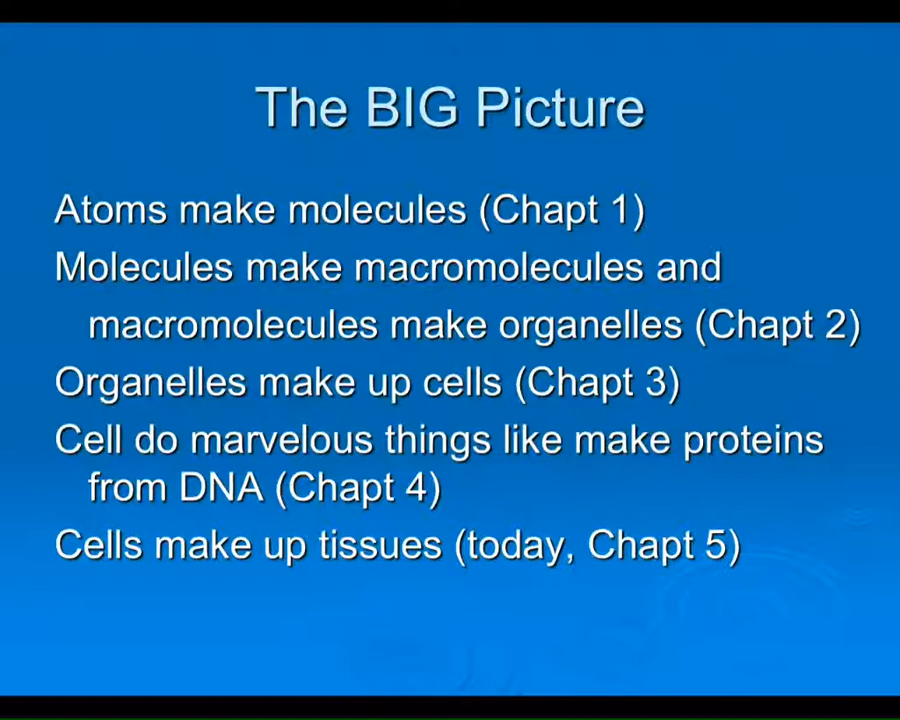 The BIG Picture
Atoms make molecules (Chapt 1)
Molecules make macromolecules and
macromolecules make organelles (Chapt 2)
Organelles make up cells (Chapt 3)
Cell do marvelous things like make proteins
from DNA (Chapt 4)
Cells make up tissues (today, Chapt 5)